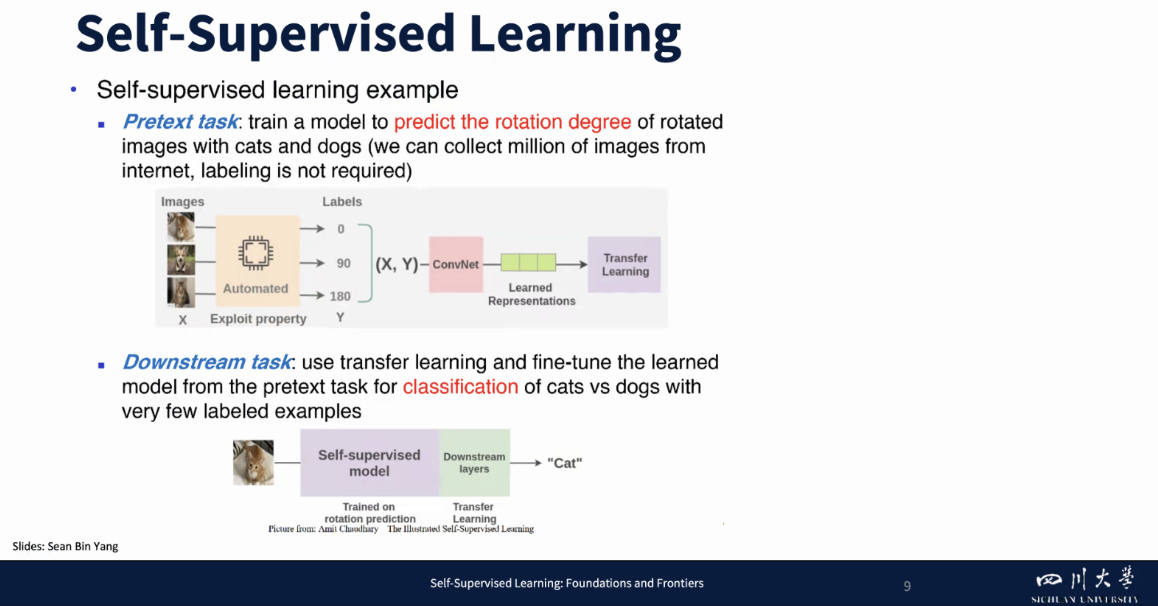 Self-Supervised Learning
• Self-supervised learning example
▪ Pretext task: train a model to predict the rotation degree of rotated
images with cats and dogs (we can collect million of images from
internet, labeling is not required)
Images
Labels
0
90
180
Automated
X
Exploit property
Y
(X, Y)
ConvNet
Learned
Representations
Transfer
Learning
▪ Downstream task: use transfer learning and fine-tune the learned
model from the pretext task for classification of cats vs dogs with
very few labeled examples
Self-supervised
model
Downstream
layers
"Cat"
Trained on
rotation prediction
Transfer
Learning
Picture from: Amit Chaudhary The Illustrated Self-Supervised Learning
Slides: Sean Bin Yang
Self-Supervised Learning: Foundations and Frontiers
9
四川大學
SICHUAN UNIVERSITY